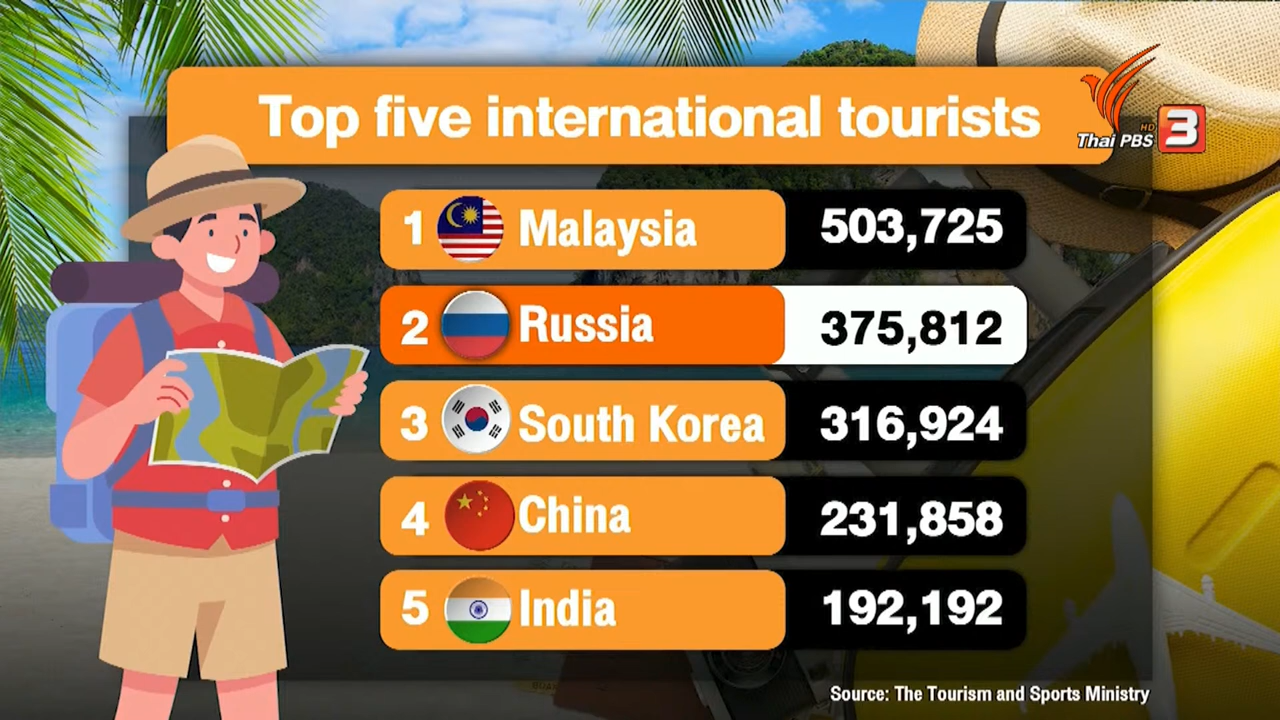 Top five international tourists
Thai PBS HD 3
1 Malaysia 503,725
2 Russia 375,812
3 South Korea 316,924
4 China 231,858
5 India 192,192
Source: The Tourism and Sports Ministry